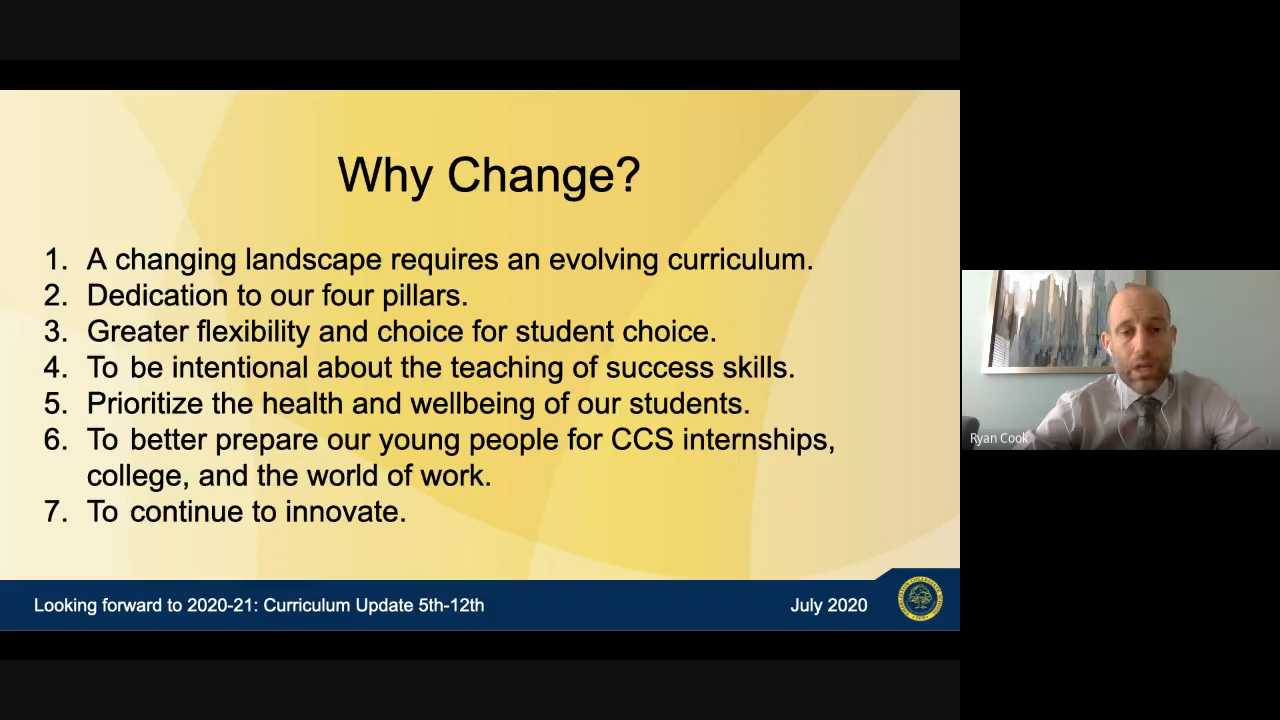 Why Change?
1. A changing landscape requires an evolving curriculum.
2. Dedication to our four pillars.
3. Greater flexibility and choice for student choice.
4. To be intentional about the teaching of success skills.
5. Prioritize the health and wellbeing of our students.
6. To better prepare our young people for CCS internships,
college, and the world of work.
7. To continue to innovate.
Looking forward to 2020-21: Curriculum Update 5th-12th
July 2020
Ryan Cook